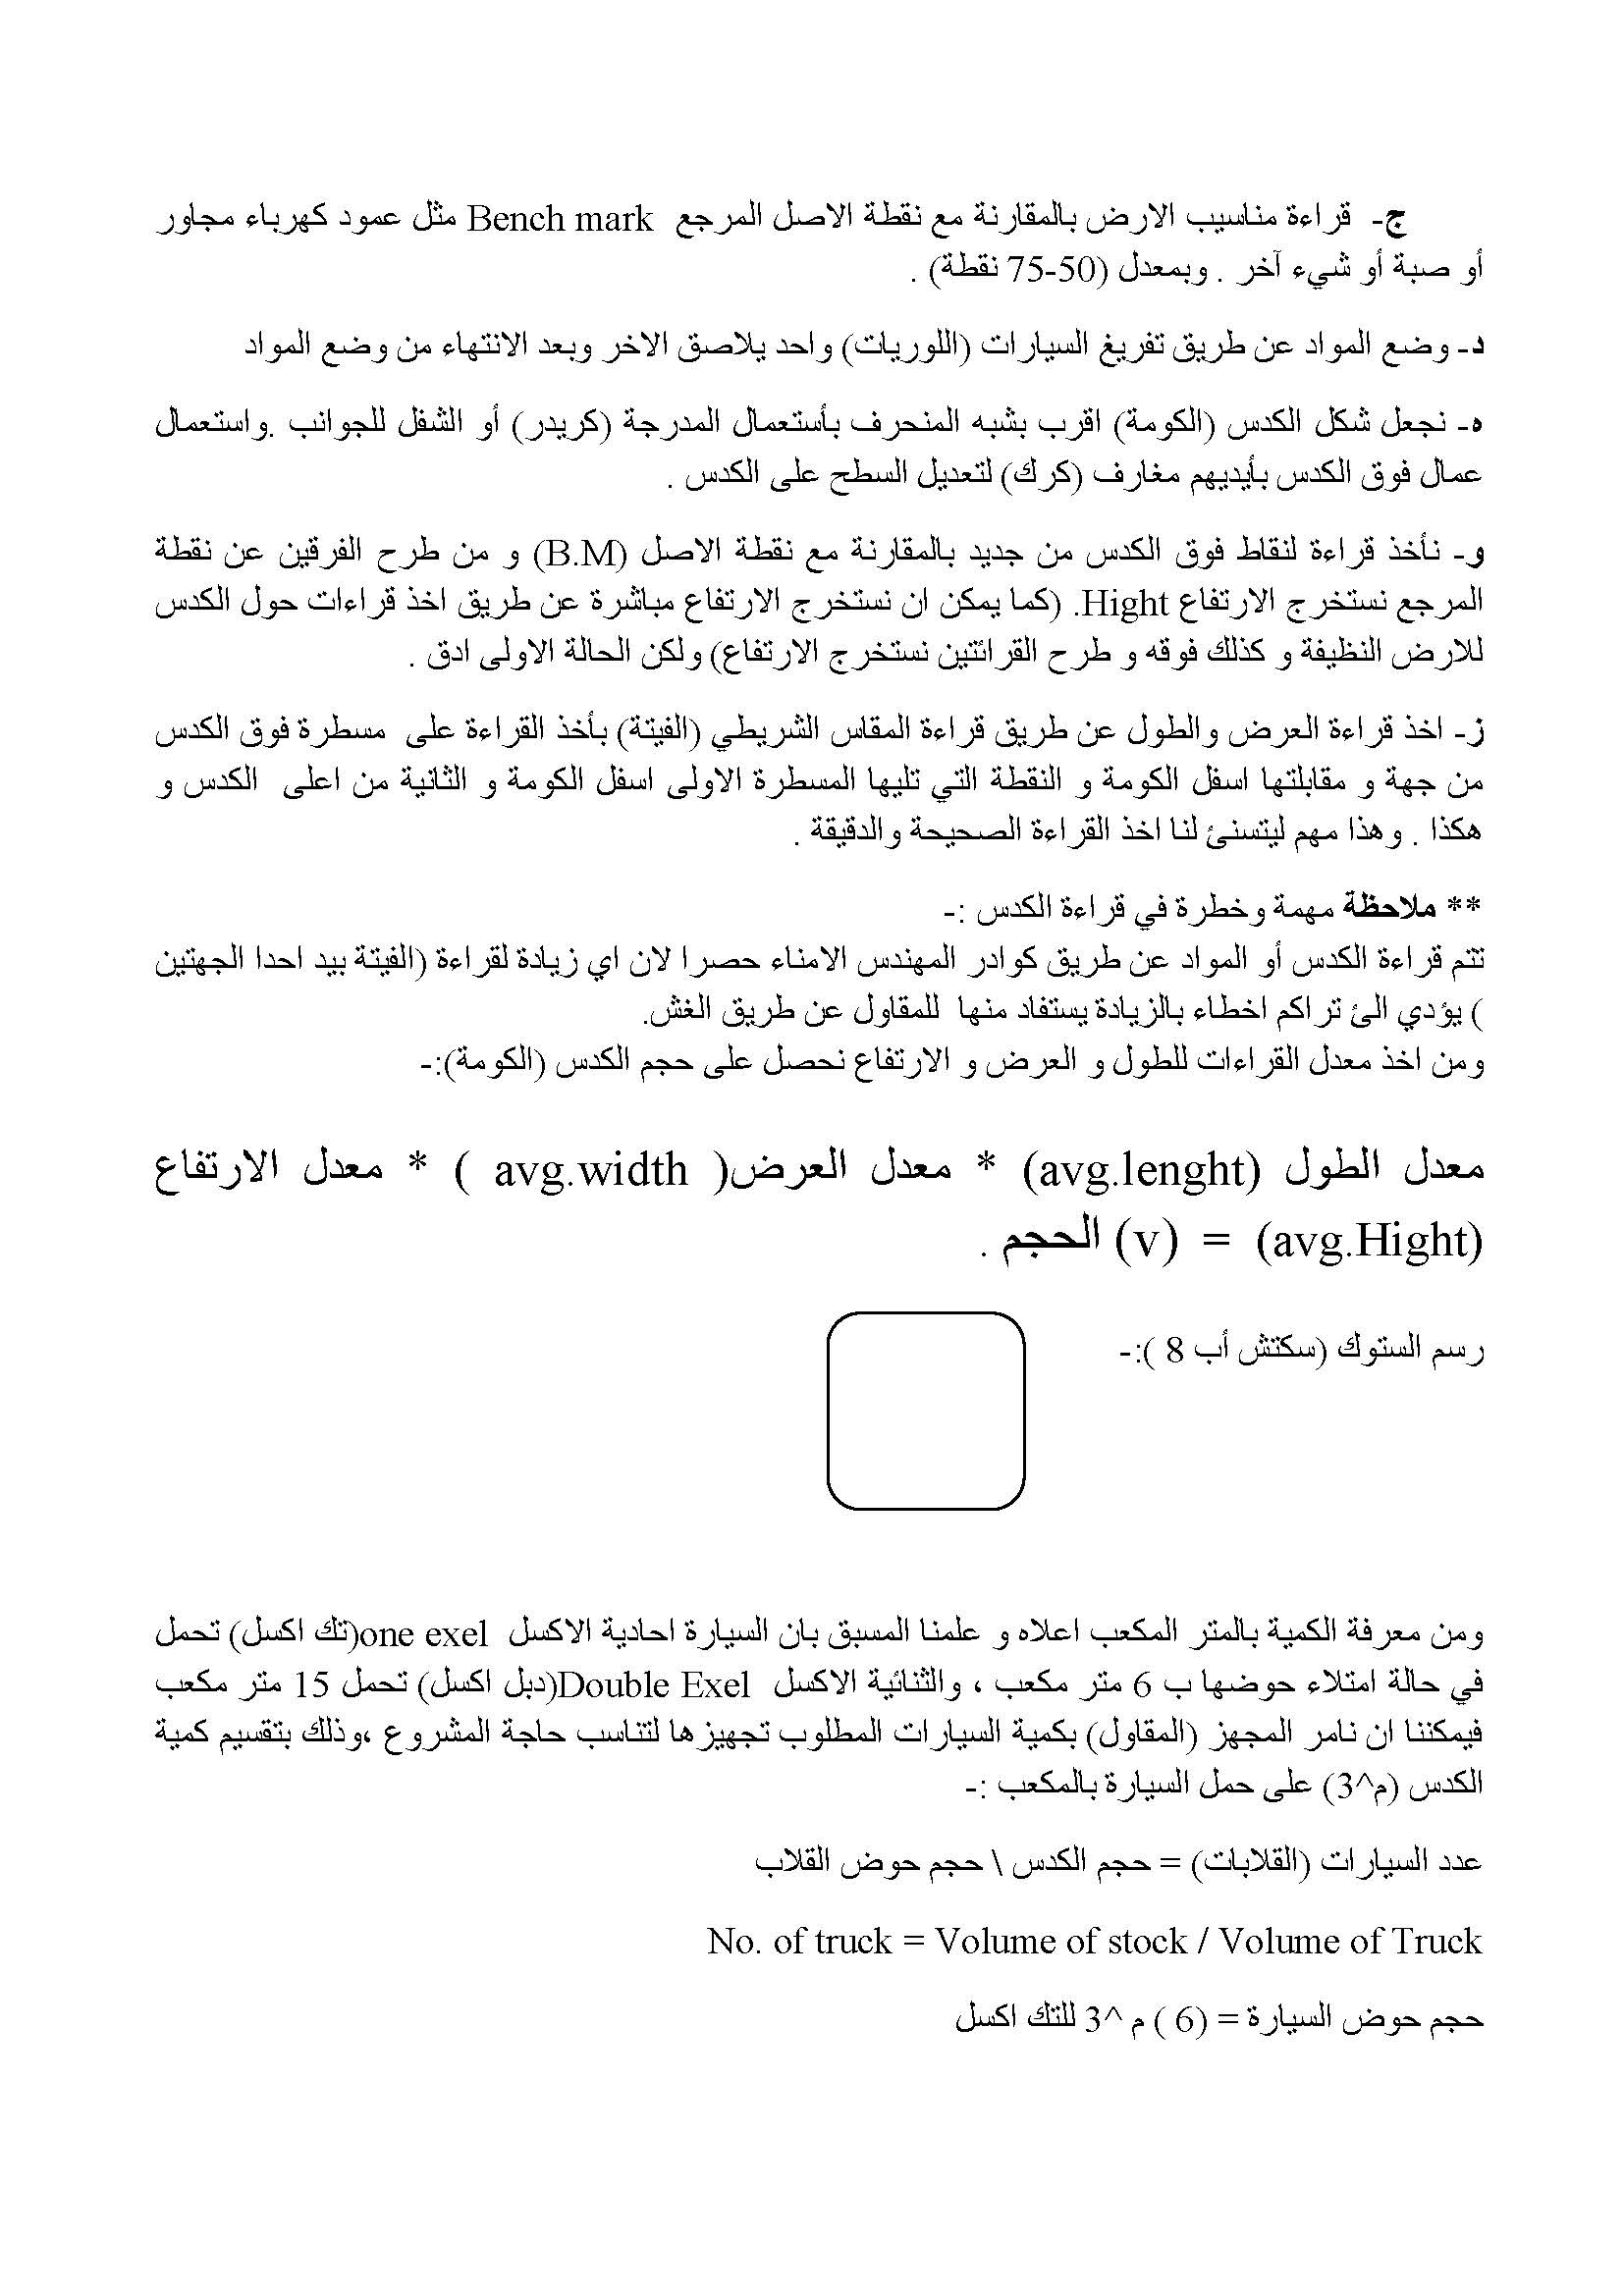 ج- قراءة مناسيب الارض بالمقارنة مع نقطة الاصل المرجع Bench mark مثل عمود كهرباء مجاور
أو صبة أو شيء آخر . وبمعدل (50-75 نقطة) .
د- وضع المواد عن طريق تفريغ السيارات (اللوريات) واحد يلاصق الاخر وبعد الانتهاء من وضع المواد
ه- نجعل شكل الكدس (الكومة) اقرب بشبه المنحرف بأستعمال المدرجة (كريدر) أو الشفل للجوانب .واستعمال
عمال فوق الكدس بأيديهم مغارف (كرك) لتعديل السطح على الكدس .
و- نأخذ قراءة لنقاط فوق الكدس من جديد بالمقارنة مع نقطة الاصل (B.M) و من طرح الفرقين عن نقطة
المرجع نستخرج الارتفاع Hight. (كما يمكن ان نستخرج الارتفاع مباشرة عن طريق اخذ قراءات حول الكدس
للارض النظيفة و كذلك فوقه و طرح القرائتين نستخرج الارتفاع) ولكن الحالة الاولى ادق .
ز- اخذ قراءة العرض والطول عن طريق قراءة المقاس الشريطي (الفيتة) بأخذ القراءة على مسطرة فوق الكدس
من جهة و مقابلتها اسفل الكومة و النقطة التي تليها المسطرة الاولى اسفل الكومة و الثانية من اعلى الكدس و
هكذا . وهذا مهم ليتسنئ لنا اخذ القراءة الصحيحة والدقيقة .
** ملاحظة مهمة وخطرة في قراءة الكدس :-
تتم قراءة الكدس أو المواد عن طريق كوادر المهندس الامناء حصرا لان اي زيادة لقراءة (الفيتة بيد احدا الجهتين
) يؤدي الئ تراكم اخطاء بالزيادة يستفاد منها للمقاول عن طريق الغش.
ومن اخذ معدل القراءات للطول و العرض و الارتفاع نحصل على حجم الكدس (الكومة):-
معدل الطول (avg.lenght) * معدل العرض( avg.width ) * معدل الارتفاع
(avg.Hight) = (v) الحجم .
رسم الستوك (سكتش أب 8 ):-
ومن معرفة الكمية بالمتر المكعب اعلاه و علمنا المسبق بان السيارة احادية الاكسل one exel(تك اكسل) تحمل
في حالة امتلاء حوضها ب 6 متر مكعب ، والثنائية الاكسل Double Exel(دبل اكسل) تحمل 15 متر مكعب
فيمكننا ان نامر المجهز (المقاول) بكمية السيارات المطلوب تجهيزها لتناسب حاجة المشروع ،وذلك بتقسيم كمية
الكدس (م^3) على حمل السيارة بالمكعب :-
عدد السيارات (القلابات) = حجم الكدس \ حجم حوض القلاب
No. of truck = Volume of stock / Volume of Truck
حجم حوض السيارة = (6 ) م ^3 للتك اكسل